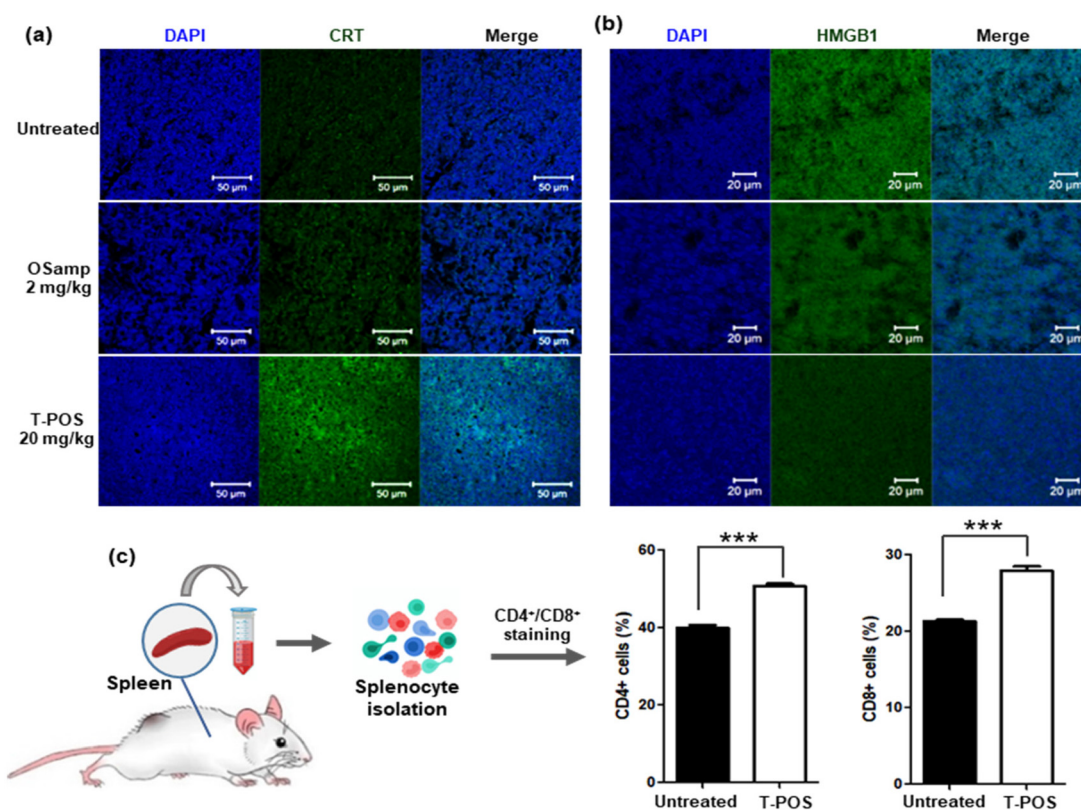 (a)
DAPI CRT Merge
Untreated
50 µm 50 µm 50 µm
OSamp
2 mg/kg
50 µm 50 µm 50 µm
T-POS
20 mg/kg
50 µm 50 µm 50 µm
(b)
DAPI HMGB1 Merge
20 µm 20 µm 20 µm
20 µm 20 µm 20 µm
20 µm 20 µm 20 µm
(c)
Spleen
Splenocyte
isolation
CD4+/CD8+
staining
CD4+ cells (%)
60
40
20
0
***
Untreated T-POS
CD8+ cells (%)
30
20
10
0
***
Untreated T-POS